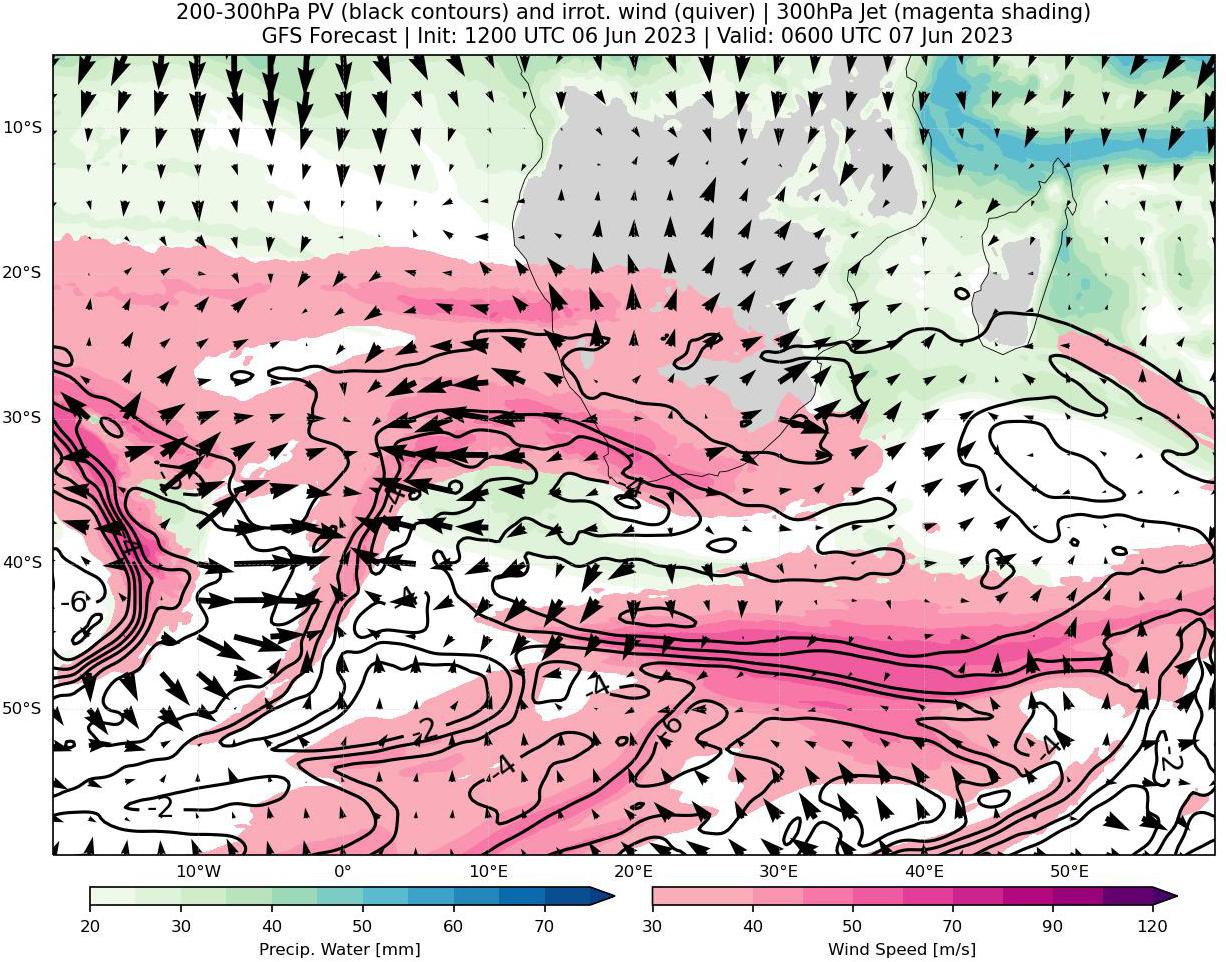 200-300hPa PV (black contours) and irrot. wind (quiver) | 300hPa Jet (magenta shading)
GFS Forecast | Init: 1200 UTC 06 Jun 2023 | Valid: 0600 UTC 07 Jun 2023
10°S
20°S
30°S
40°S
50°S
-4
-4
-4
-6
-4
-4
-2
-6
-4
-4
-2
-2
10°W 0° 10°E 20°E 30°E 40°E 50°E
20 30 40 50 60 70
Precip. Water [mm]
30 40 50 70 90 120
Wind Speed [m/s]